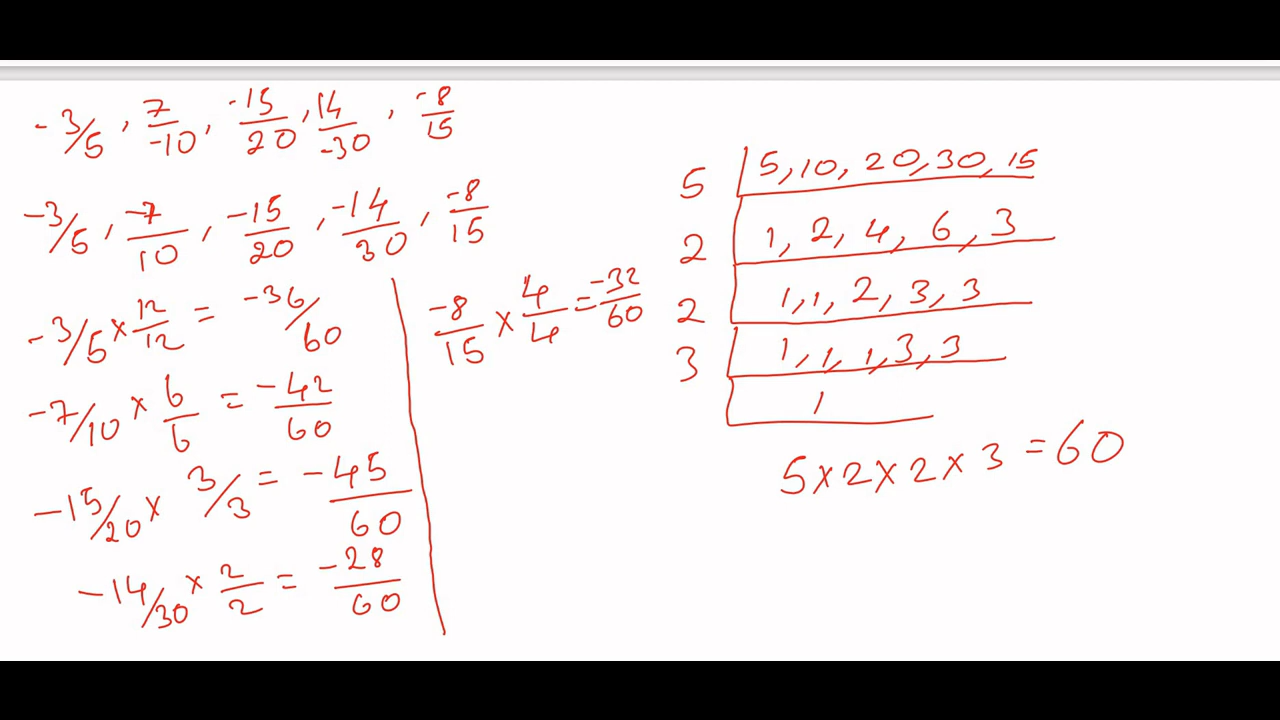 -3/5, 7/-10, -15/20, 14/-30, -8/15
-3/5, -7/10, -15/20, -14/30, -8/15
-3/5 × 12/12 = -36/60
-7/10 × 6/6 = -42/60
-15/20 × 3/3 = -45/60
-14/30 × 2/2 = -28/60
-8/15 × 4/4 = -32/60
5 | 5, 10, 20, 30, 15
2 | 1, 2, 4, 6, 3
2 | 1, 1, 2, 3, 3
3 | 1, 1, 1, 3, 3
1
5 × 2 × 2 × 3 = 60